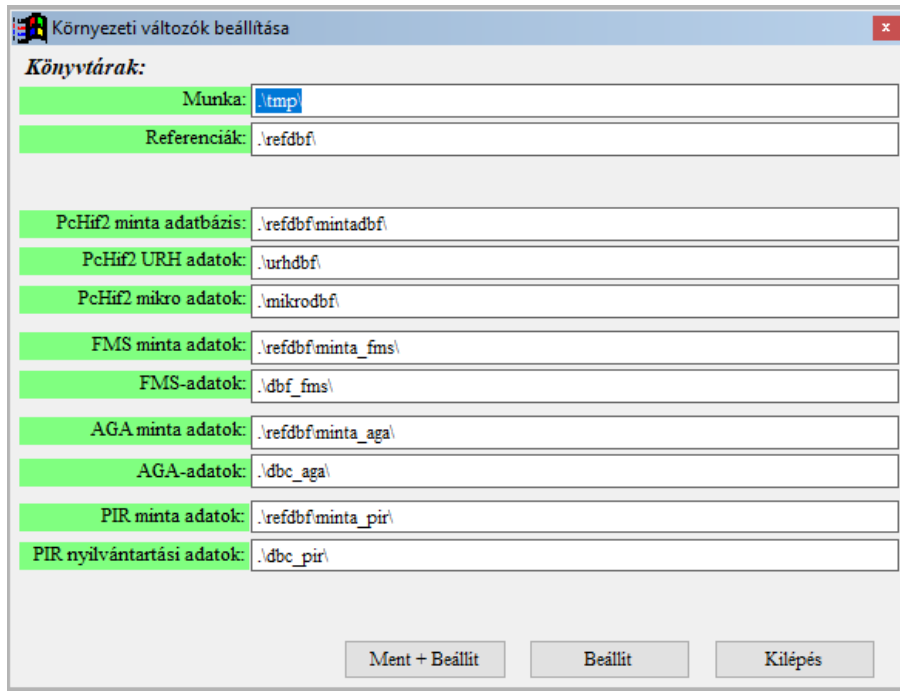 Környezeti változók beállítása
x
Könyvtárak:
Munka: .\tmp\
Referenciák: .\refdbf\
PcHif2 minta adatbázis: .\refdbf\mintadbf\
PcHif2 URH adatok: .\urhdbf\
PcHif2 mikro adatok: .\mikrodbf\
FMS minta adatok: .\refdbf\minta_fms\
FMS-adatok: .\dbf_fms\
AGA minta adatok: .\refdbf\minta_aga\
AGA-adatok: .\dbc_aga\
PIR minta adatok: .\refdbf\minta_pir\
PIR nyilvántartási adatok: .\dbc_pir\
Ment + Beállit Beállit Kilépés